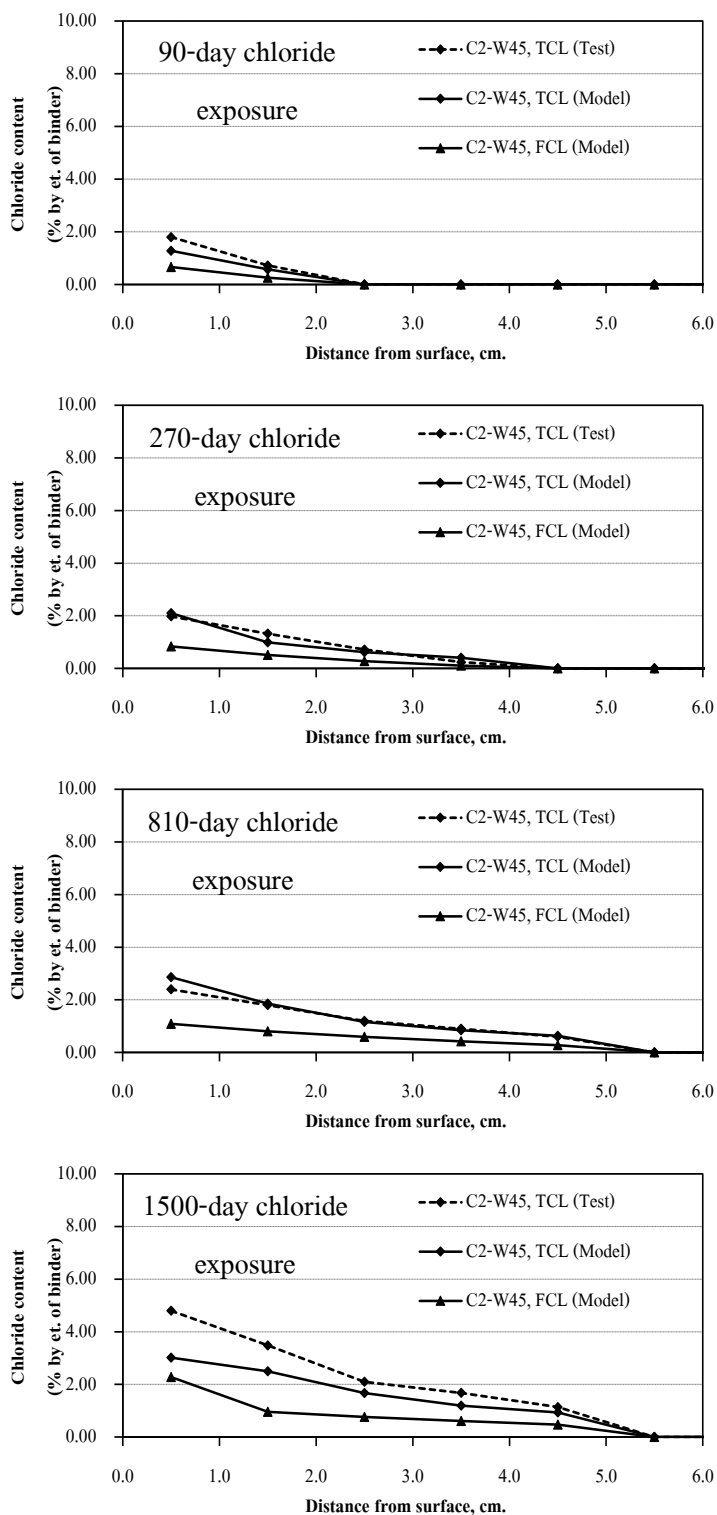 10.00
8.00
6.00
4.00
2.00
0.00
Chloride content
(% by et. of binder)
90-day chloride
exposure
C2-W45, TCL (Test)
C2-W45, TCL (Model)
C2-W45, FCL (Model)
0.0 1.0 2.0 3.0 4.0 5.0 6.0
Distance from surface, cm.
10.00
8.00
6.00
4.00
2.00
0.00
Chloride content
(% by et. of binder)
270-day chloride
exposure
C2-W45, TCL (Test)
C2-W45, TCL (Model)
C2-W45, FCL (Model)
0.0 1.0 2.0 3.0 4.0 5.0 6.0
Distance from surface, cm.
10.00
8.00
6.00
4.00
2.00
0.00
Chloride content
(% by et. of binder)
810-day chloride
exposure
C2-W45, TCL (Test)
C2-W45, TCL (Model)
C2-W45, FCL (Model)
0.0 1.0 2.0 3.0 4.0 5.0 6.0
Distance from surface, cm.
10.00
8.00
6.00
4.00
2.00
0.00
Chloride content
(% by et. of binder)
1500-day chloride
exposure
C2-W45, TCL (Test)
C2-W45, TCL (Model)
C2-W45, FCL (Model)
0.0 1.0 2.0 3.0 4.0 5.0 6.0
Distance from surface, cm.